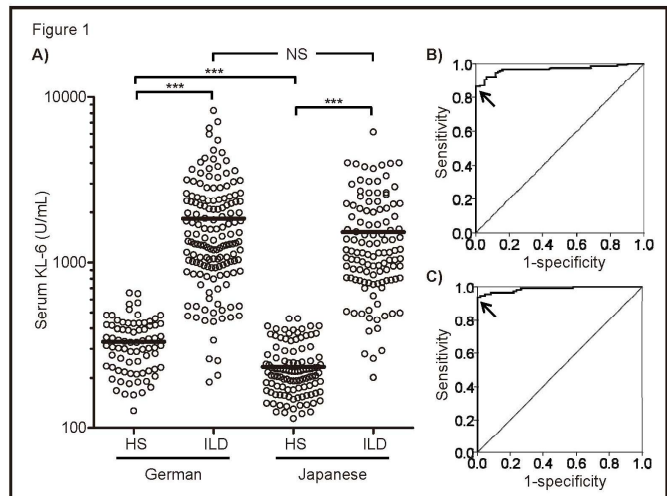 Figure 1
A)
NS
***
***
***
Serum KL-6 (U/mL)
10000
1000
100
HS
ILD
HS
ILD
German
Japanese
B)
Sensitivity
1.0
0.8
0.6
0.4
0.2
0.0
0.0 0.2 0.4 0.6 0.8 1.0
1-specificity
C)
Sensitivity
1.0
0.8
0.6
0.4
0.2
0.0
0.0 0.2 0.4 0.6 0.8 1.0
1-specificity